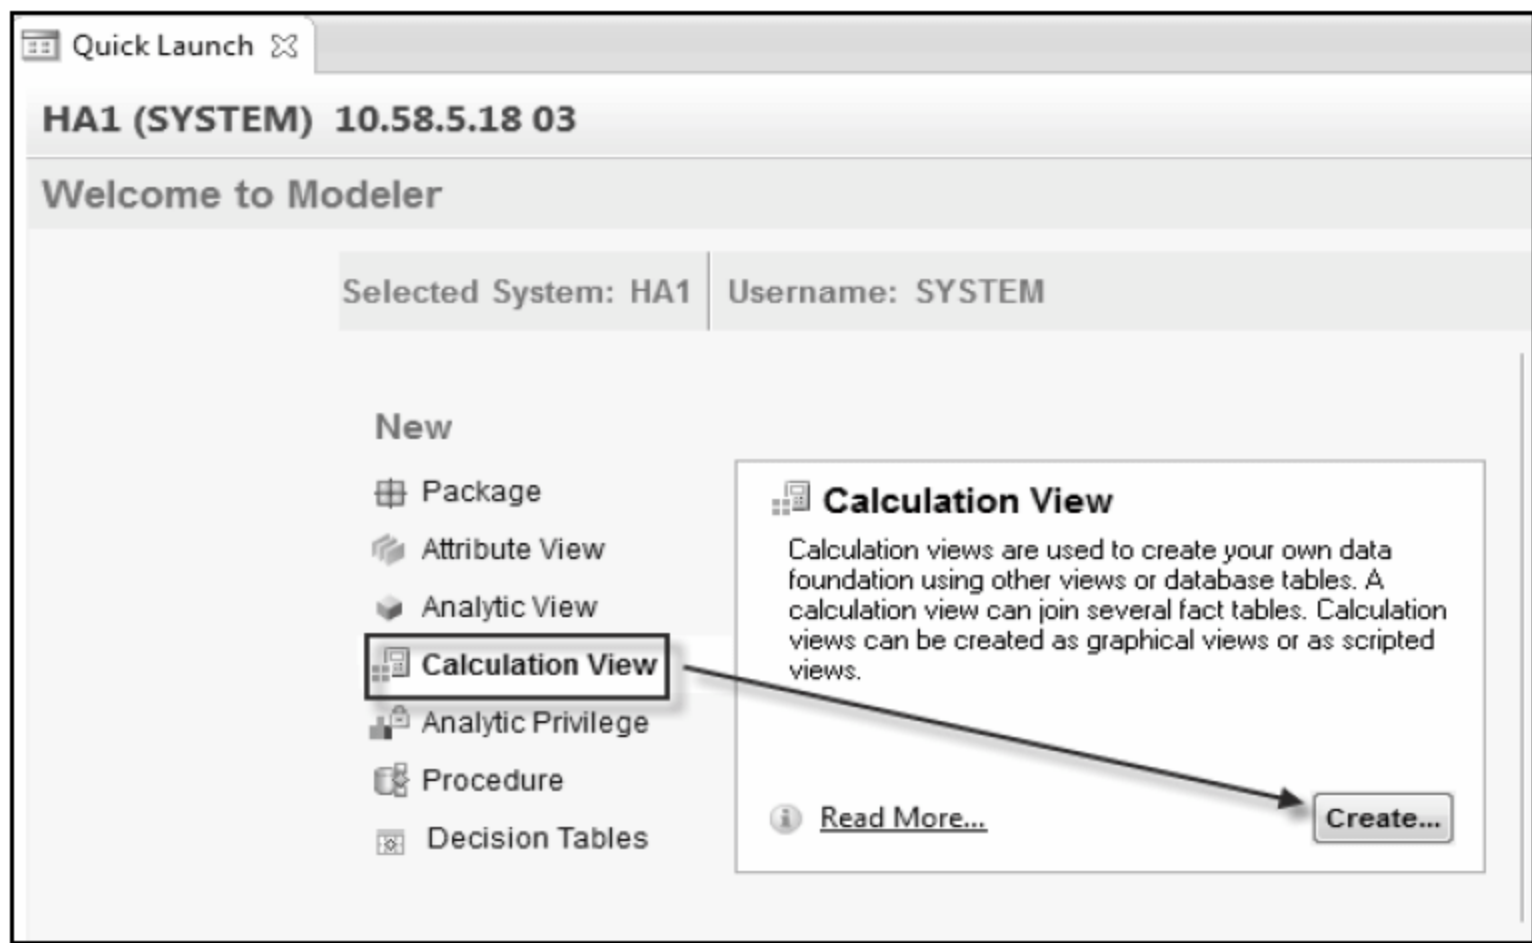 Quick Launch
HA1 (SYSTEM) 10.58.5.18 03
Welcome to Modeler
Selected System: HA1
Username: SYSTEM
New
Package
Attribute View
Analytic View
Calculation View
Analytic Privilege
Procedure
Decision Tables
Calculation View
Calculation views are used to create your own data
foundation using other views or database tables. A
calculation view can join several fact tables. Calculation
views can be created as graphical views or as scripted
views.
Read More...
Create...